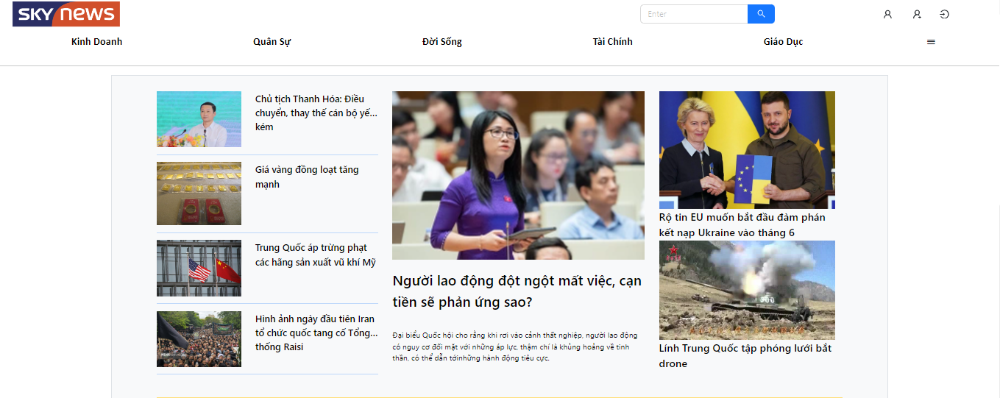 sky news
Enter
Kinh Doanh
Quân Sự
Đời Sống
Tài Chính
Giáo Dục
Chủ tịch Thanh Hóa: Điều
chuyển, thay thế cán bộ yế...
kém
Giá vàng đồng loạt tăng
mạnh
Trung Quốc áp trừng phạt
các hãng sản xuất vũ khí Mỹ
Hình ảnh ngày đầu tiên Iran
tổ chức quốc tang cố Tổng...
thống Raisi
Người lao động đột ngột mất việc, cạn
tiền sẽ phản ứng sao?
Đại biểu Quốc hội cho rằng khi rơi vào cảnh thất nghiệp, người lao động
có nguy cơ đối mặt với những áp lực, thậm chí là khủng hoảng về tinh
thần, có thể dẫn tớinhững hành động tiêu cực.
Rộ tin EU muốn bắt đầu đàm phán
kết nạp Ukraine vào tháng 6
Lính Trung Quốc tập phóng lưới bắt
drone